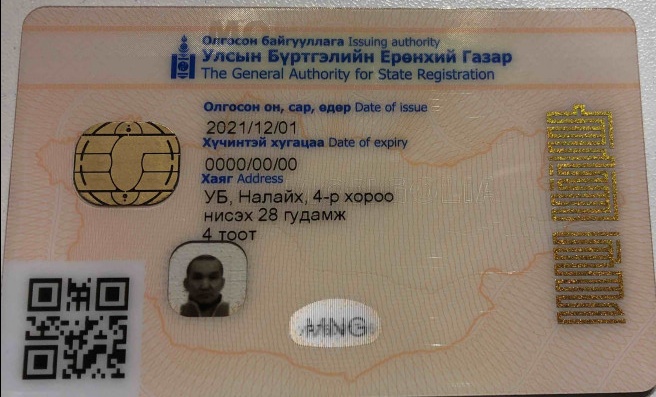 Олгосон байгууллага Issuing authority
Улсын Бүртгэлийн Ерөнхий Газар
The General Authority for State Registration
Олгосон он, сар, өдөр Date of issue
2021/12/01
Хүчинтэй хугацаа Date of expiry
0000/00/00
Хаяг Address
УБ, Налайх, 4-р хороо
нисэх 28 гудамж
4 тоот
MNG